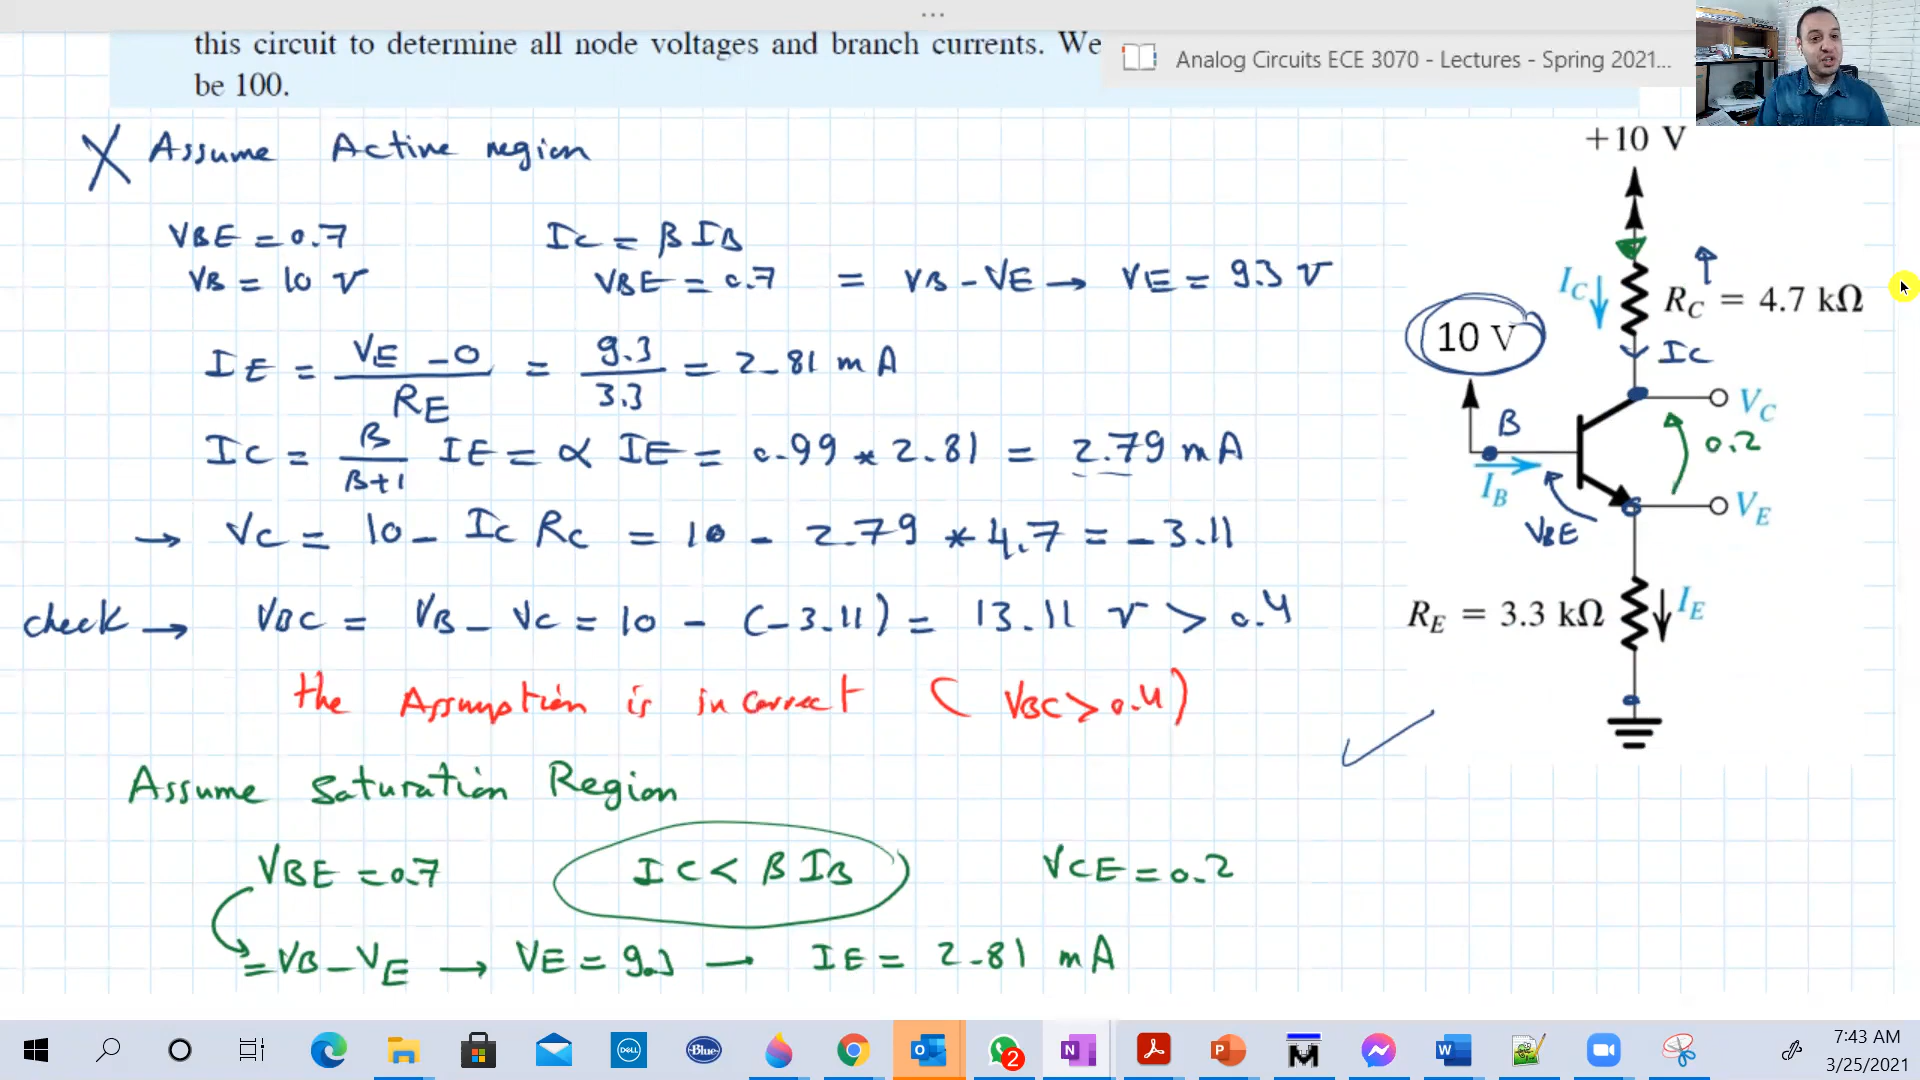 this circuit to determine all node voltages and branch currents. We
be 100.
Analog Circuits ECE 3070 - Lectures - Spring 2021...
X Assume Active region
VBE = 0.7 IC = β IB
VB = 10 V VBE = 0.7 = VB - VE → VE = 9.3 V
IE = VE - 0 / RE = 9.3 / 3.3 = 2.81 mA
IC = β / β+1 IE = α IE = 0.99 * 2.81 = 2.79 mA
→ VC = 10 - IC RC = 10 - 2.79 * 4.7 = -3.11
check → VBC = VB - VC = 10 - (-3.11) = 13.11 V > 0.4
the Assumption is incorrect (VBC > 0.4)
Assume Saturation Region
VBE = 0.7 IC < β IB VCE = 0.2
= VB - VE → VE = 9.3 → IE = 2.81 mA
+10 V
IC RC = 4.7 kΩ
10 V
IC
B
VC
0.2
IB
VE
VBE
RE = 3.3 kΩ IE
DELL
Blue
2
7:43 AM
3/25/2021